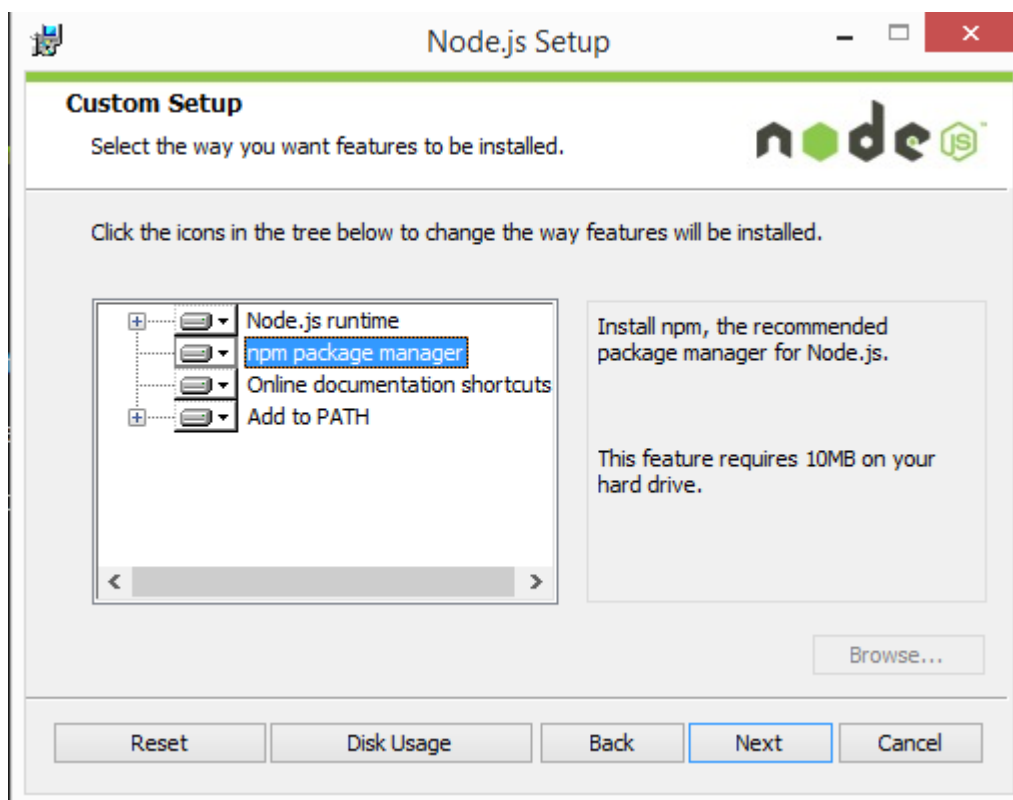 Node.js Setup
Custom Setup
Select the way you want features to be installed.
node JS™
Click the icons in the tree below to change the way features will be installed.
Node.js runtime
npm package manager
Online documentation shortcuts
Add to PATH
Install npm, the recommended
package manager for Node.js.
This feature requires 10MB on your
hard drive.
Browse...
Reset
Disk Usage
Back
Next
Cancel